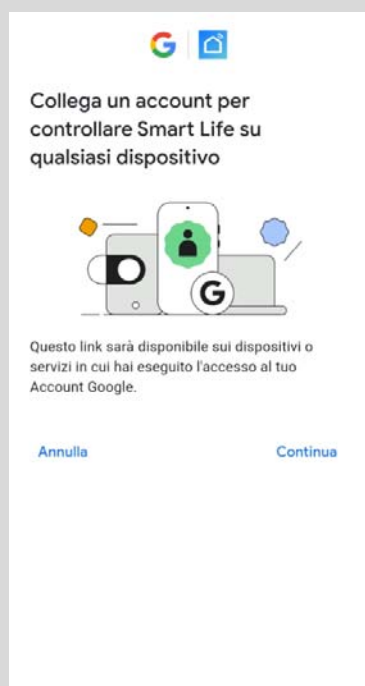 Collega un account per
controllare Smart Life su
qualsiasi dispositivo
G
Questo link sarà disponibile sui dispositivi o
servizi in cui hai eseguito l'accesso al tuo
Account Google.
Annulla Continua